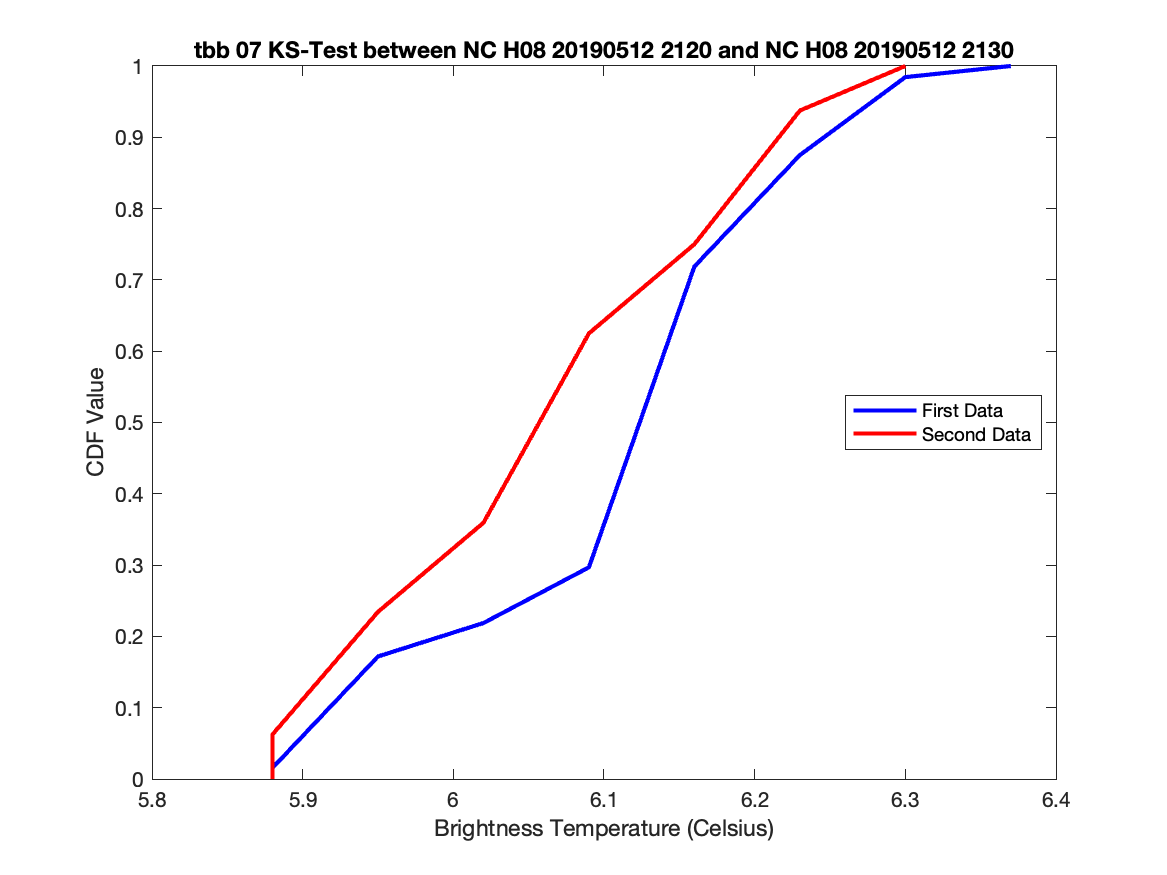 tbb 07 KS-Test between NC H08 20190512 2120 and NC H08 20190512 2130
1
0.9
0.8
0.7
0.6
0.5
0.4
0.3
0.2
0.1
0
CDF Value
First Data
Second Data
5.8 5.9 6 6.1 6.2 6.3 6.4
Brightness Temperature (Celsius)